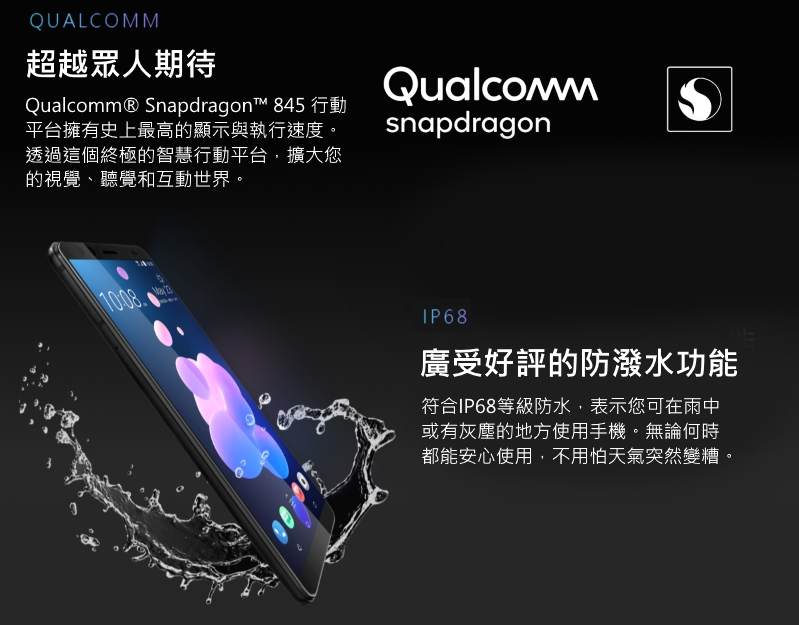 QUALCOMM
超越眾人期待
Qualcomm® Snapdragon™ 845 行動
平台擁有史上最高的顯示與執行速度。
透過這個終極的智慧行動平台，擴大您
的視覺、聽覺和互動世界。
Qualcomm
snapdragon
10:08
May 23
IP68
廣受好評的防潑水功能
符合IP68等級防水，表示您可在雨中
或有灰塵的地方使用手機。無論何時
都能安心使用，不用怕天氣突然變糟。